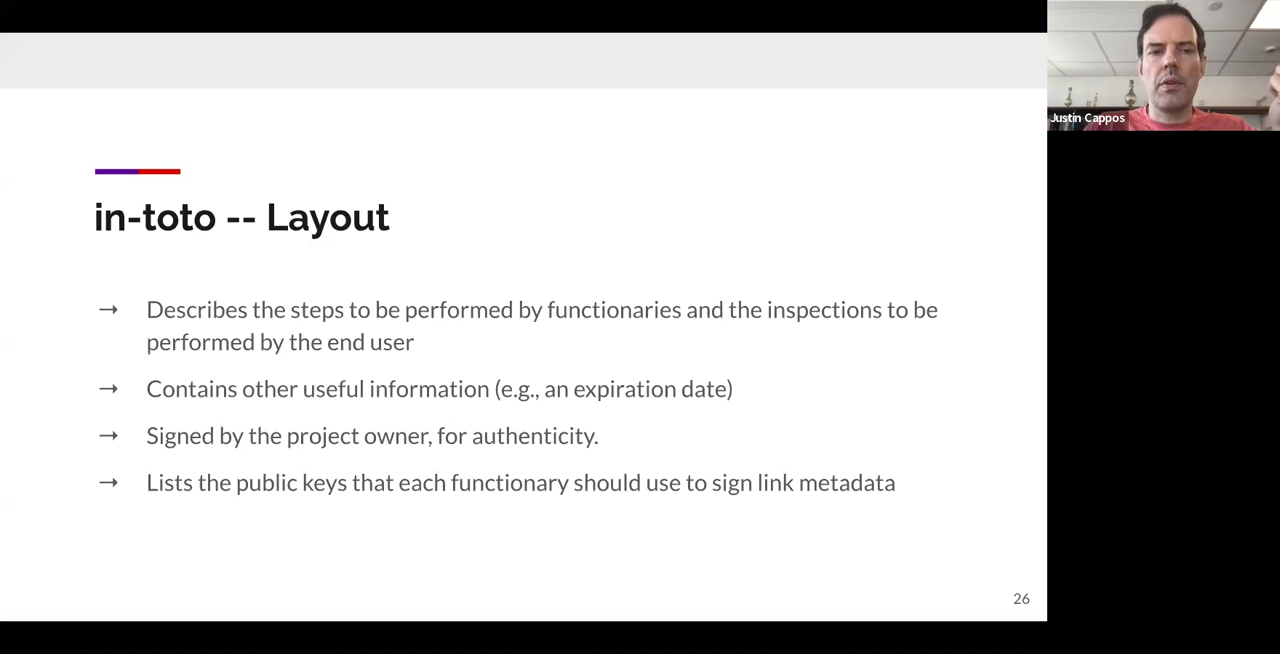 Justin Cappos
in-toto -- Layout
→ Describes the steps to be performed by functionaries and the inspections to be
performed by the end user
→ Contains other useful information (e.g., an expiration date)
→ Signed by the project owner, for authenticity.
→ Lists the public keys that each functionary should use to sign link metadata
26